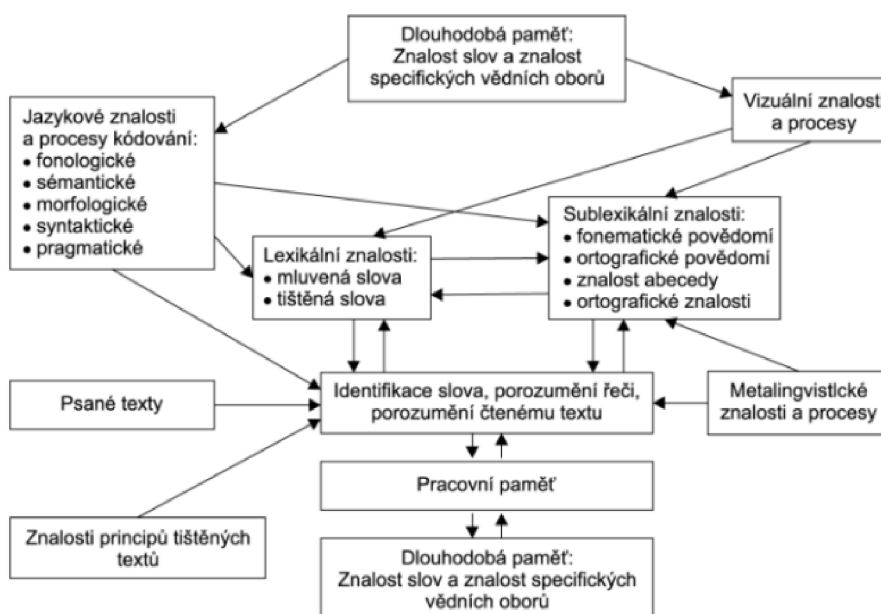 Dlouhodobá paměť:
Znalost slov a znalost
specifických vědních oborů
Jazykové znalosti
a procesy kódování:
• fonologické
• sémantické
• morfologické
• syntaktické
• pragmatické
Vizuální znalosti
a procesy
Lexikální znalosti:
• mluvená slova
• tištěná slova
Sublexikální znalosti:
• fonematické povědomí
• ortografické povědomí
• znalost abecedy
• ortografické znalosti
Psané texty
Identifikace slova, porozumění řeči,
porozumění čtenému textu
Metalingvistlcké
znalosti a procesy
Pracovní paměť
Znalosti principů tištěných
textů
Dlouhodobá paměť:
Znalost slov a znalost specifických
vědních oborů